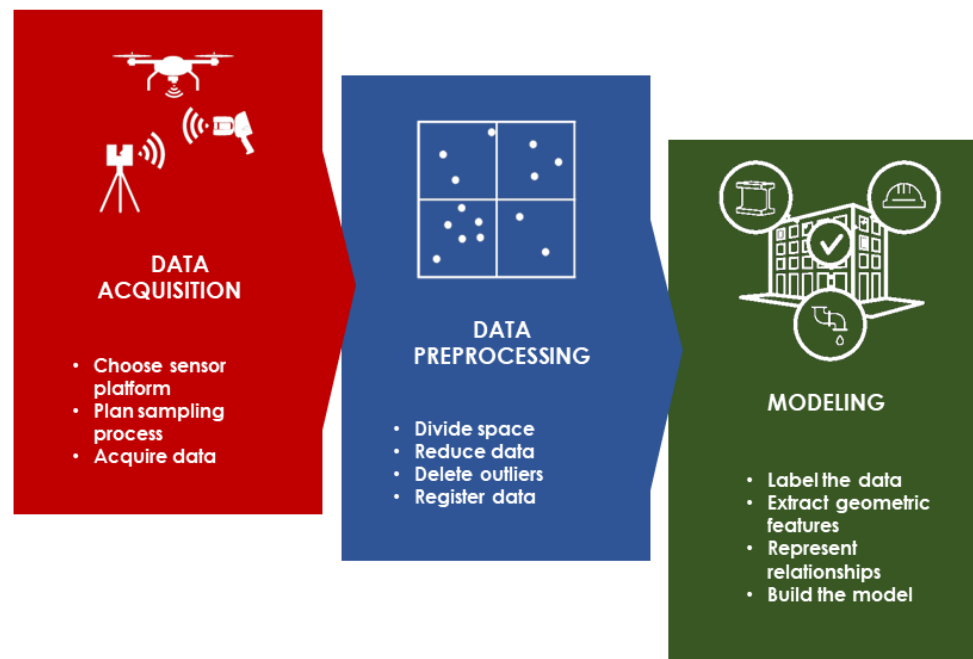 DATA
ACQUISITION
• Choose sensor
platform
• Plan sampling
process
• Acquire data
DATA
PREPROCESSING
• Divide space
• Reduce data
• Delete outliers
• Register data
MODELING
• Label the data
• Extract geometric
features
• Represent
relationships
• Build the model